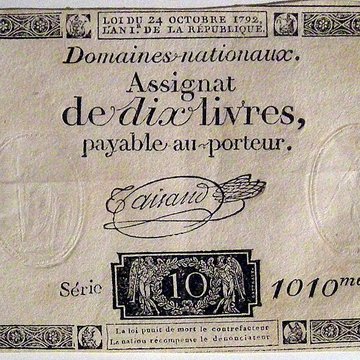 LOI DU 24 OCTOBRE 1792,
L'AN I.er DE LA RÉPUBLIQUE.
Domaines nationaux.
Assignat
de dix livres,
payable au porteur.
Taisaud
Série 10 1010me
La loi punit de mort le contrefacteur
La nation récompense le dénonciateur